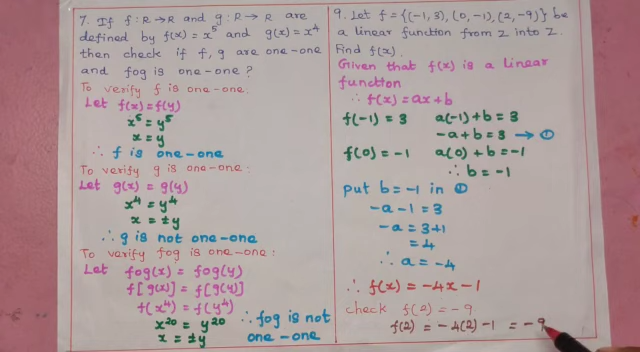 7. If f:R→R and g:R→R are
defined by f(x)=x⁵ and g(x)=x⁴
then check if f, g are one-one
and fog is one-one?
To verify f is one-one:
Let f(x)=f(y)
x⁵=y⁵
x=y
∴ f is one-one
To verify g is one-one:
Let g(x)=g(y)
x⁴=y⁴
x=±y
∴ g is not one-one
To verify fog is one-one:
Let fog(x)=fog(y)
f[g(x)]=f[g(y)]
f(x⁴)=f(y⁴)
x²⁰=y²⁰
x=±y
∴ fog is not
one-one
9. Let f={(-1,3),(0,-1),(2,-9)} be
a linear function from Z into Z.
Find f(x).
Given that f(x) is a Linear
function
∴ f(x)=ax+b
f(-1)=3 a(-1)+b=3
-a+b=3 → ①
f(0)=-1 a(0)+b=-1
∴ b=-1
put b=-1 in ①
-a-1=3
-a=3+1
=4
∴ a=-4
∴ f(x)=-4x-1
check f(2)=-9
f(2)=-4(2)-1=-9